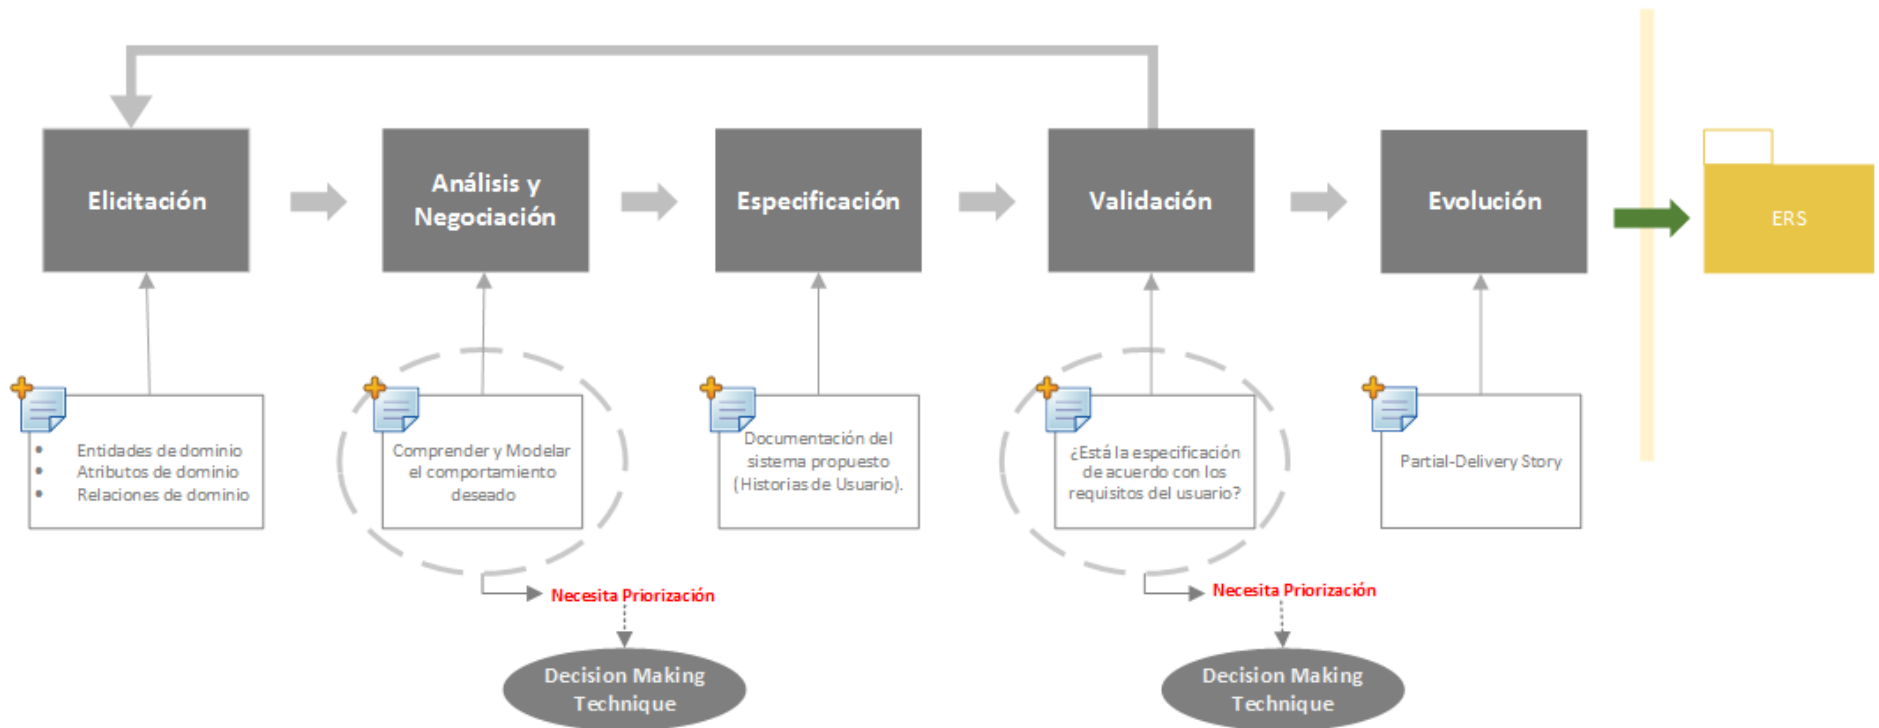 Elicitación
Análisis y
Negociación
Especificación
Validación
Evolución
ERS
• Entidades de dominio
• Atributos de dominio
• Relaciones de dominio
Comprender y Modelar
el comportamiento
deseado
Documentación del
sistema propuesto
(Historias de Usuario).
¿Está la especificación
de acuerdo con los
requisitos del usuario?
Partial-Delivery Story
Necesita Priorización
Necesita Priorización
Decision Making
Technique
Decision Making
Technique